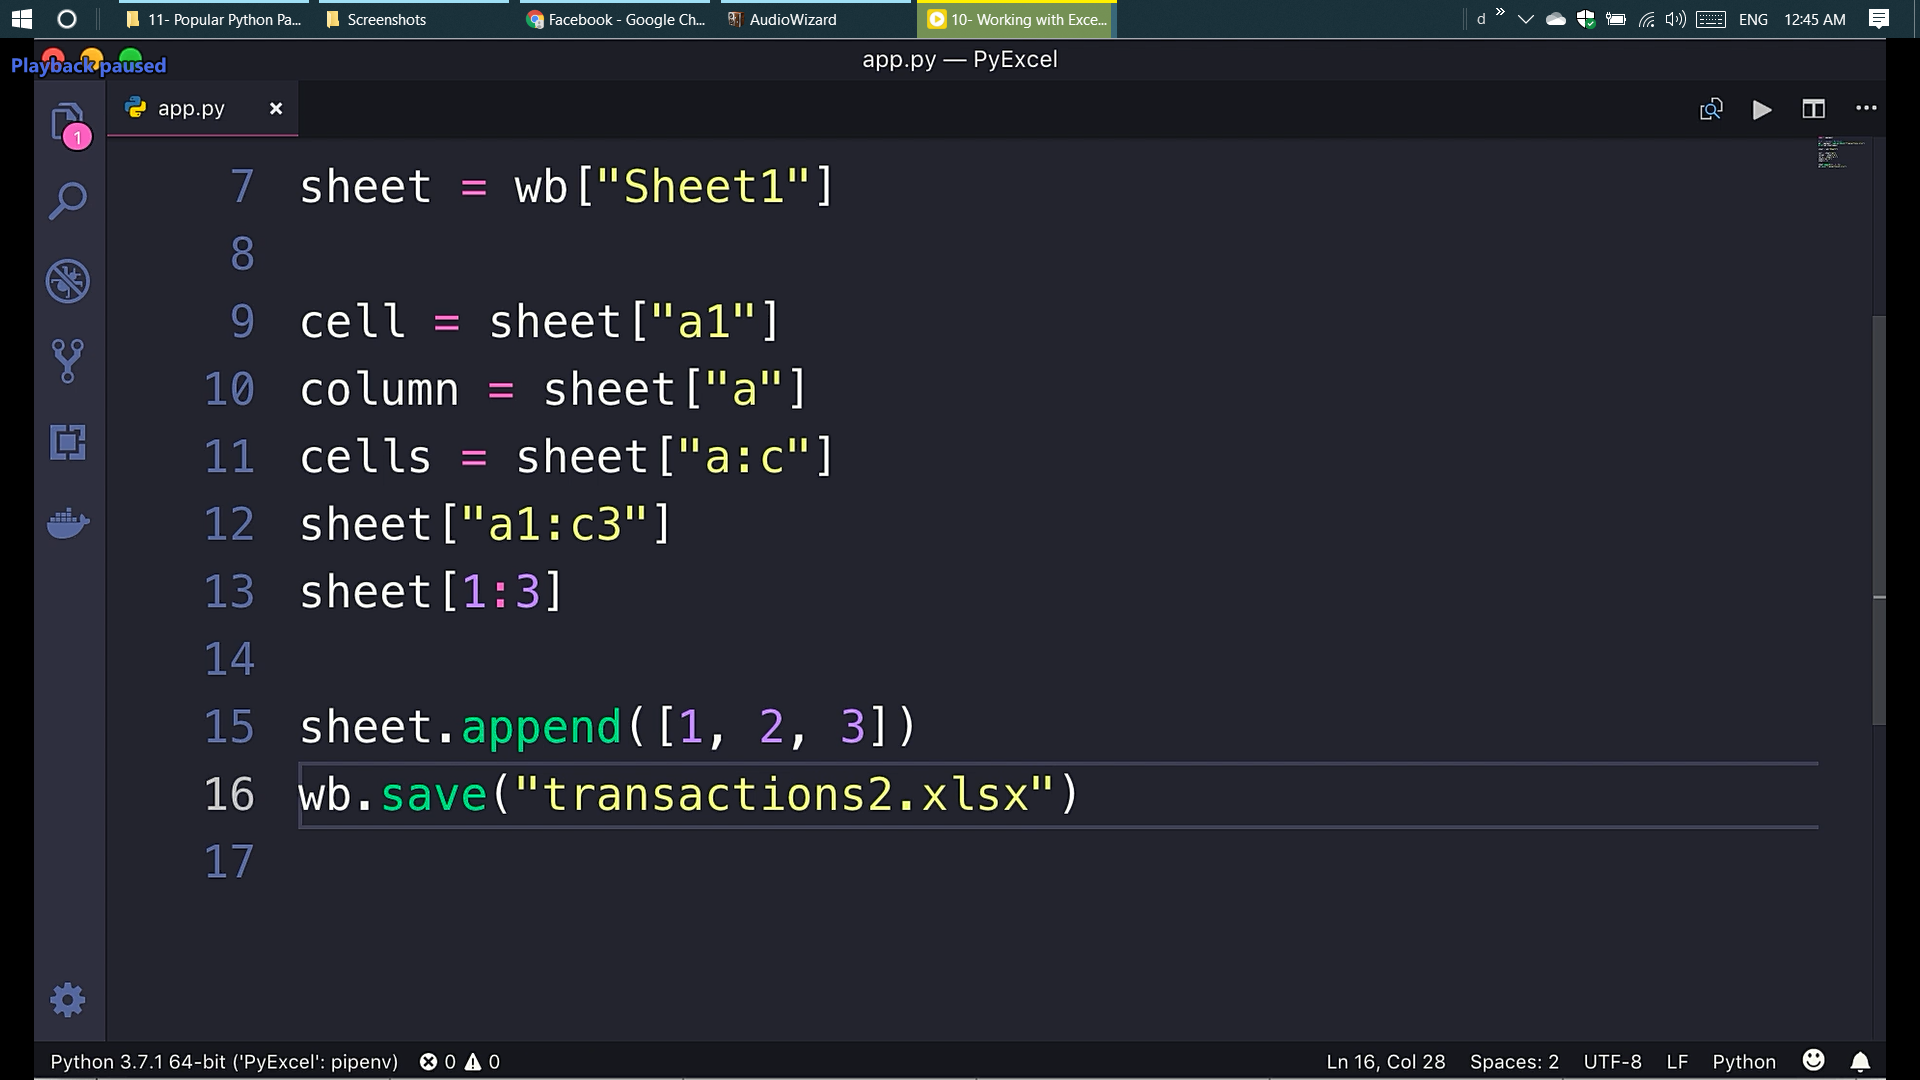 11- Popular Python Pa...
Screenshots
Facebook - Google Ch...
AudioWizard
10- Working with Exce...
d
»
ENG
12:45 AM
Playback paused
app.py — PyExcel
app.py ×
1
7 sheet = wb["Sheet1"]
8
9 cell = sheet["a1"]
10 column = sheet["a"]
11 cells = sheet["a:c"]
12 sheet["a1:c3"]
13 sheet[1:3]
14
15 sheet.append([1, 2, 3])
16 wb.save("transactions2.xlsx")
17
Python 3.7.1 64-bit ('PyExcel': pipenv) 0 0 Ln 16, Col 28 Spaces: 2 UTF-8 LF Python